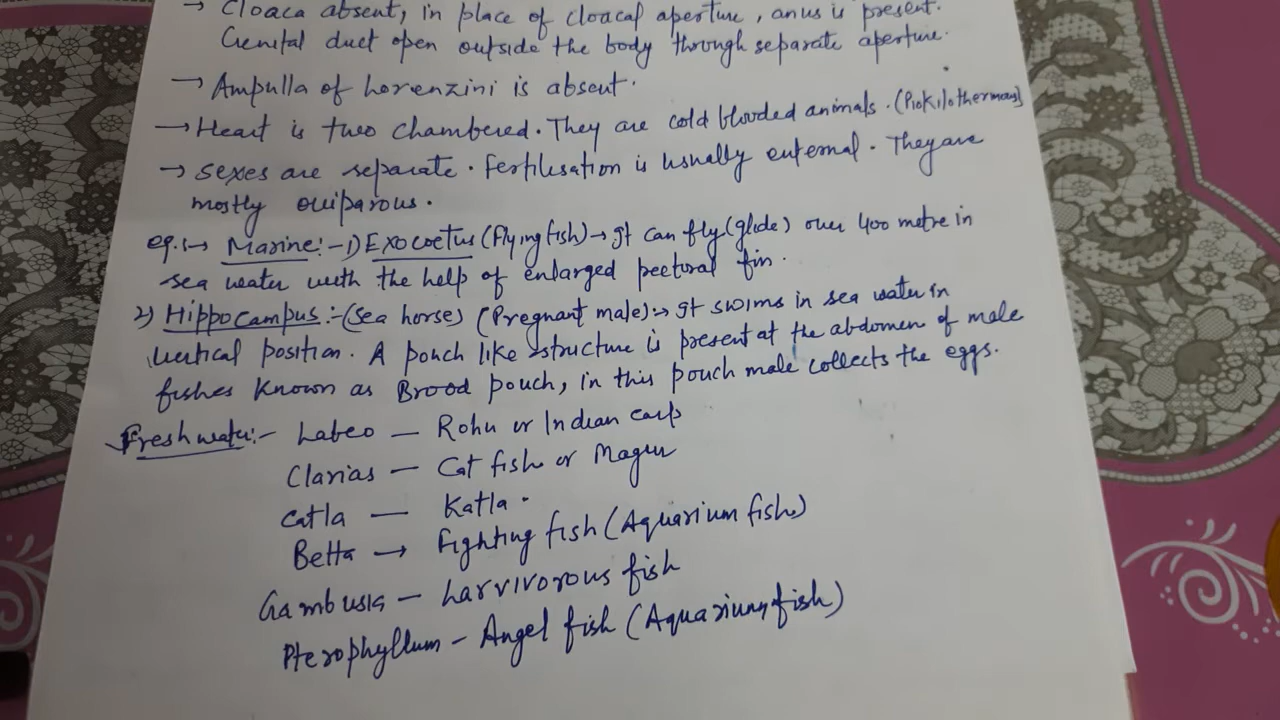 → Cloaca absent, in place of cloacal aperture, anus is present.
Genital duct open outside the body through separate aperture.
→ Ampulla of Lorenzini is absent.
→ Heart is two chambered. They are cold blooded animals. (Poikilothermas)
→ Sexes are separate. Fertilisation is usually external. They are
mostly oviparous.
eg.:→ Marine:- 1) Exocoetus (Flying fish) → It can fly (glide) over 400 metre in
sea water with the help of enlarged pectoral fin.
2) Hippocampus:- (Sea horse) (Pregnant male) :→ It swims in sea water in
vertical position. A pouch like structure is present at the abdomen of male
fishes known as Brood pouch, in this pouch male collects the eggs.
Fresh water:- Labeo — Rohu or Indian carp
Clarias — Cat fish or Magur
Catla — Katla.
Betta → Fighting fish (Aquarium fish)
Gambusia — Larvivorous fish
Pterophyllum — Angel fish (Aquarium fish)